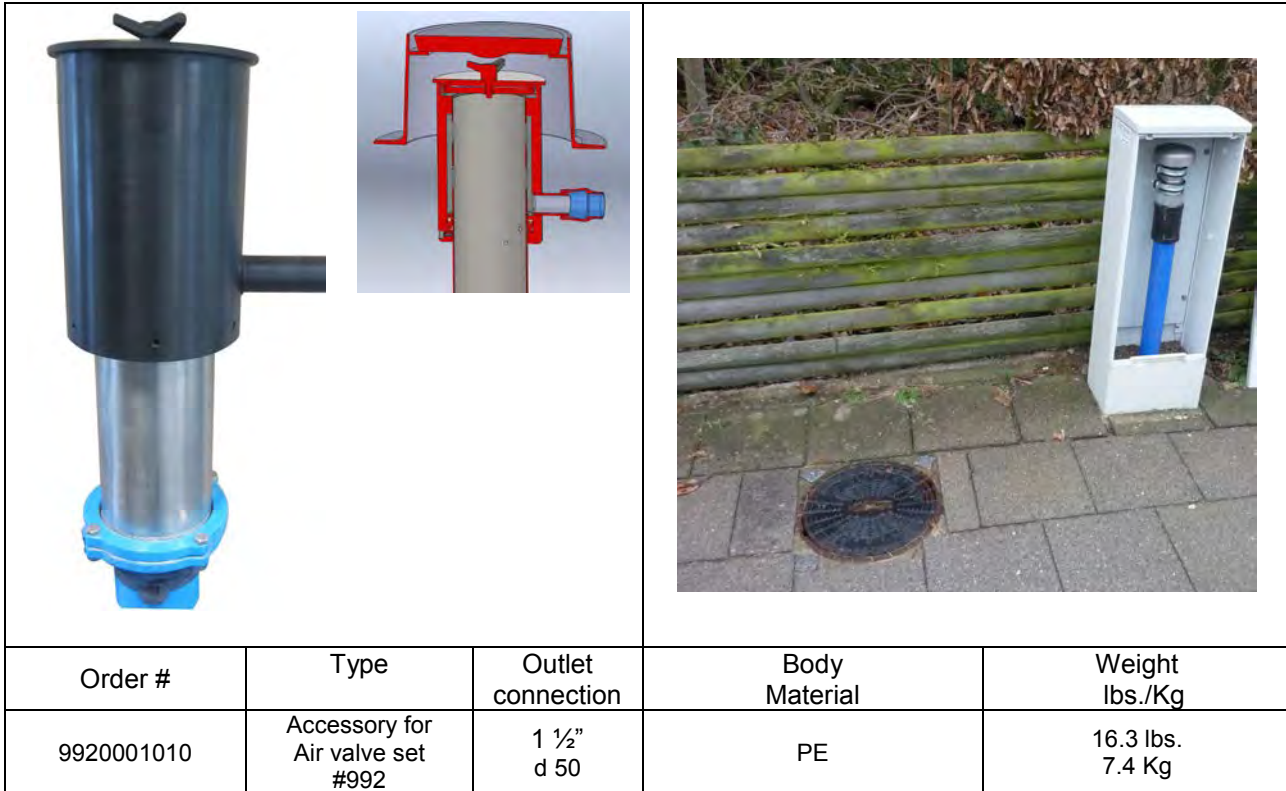 Order #
Type
Outlet
connection
Body
Material
Weight
lbs./Kg
9920001010
Accessory for
Air valve set
#992
1 ½”
d 50
PE
16.3 lbs.
7.4 Kg